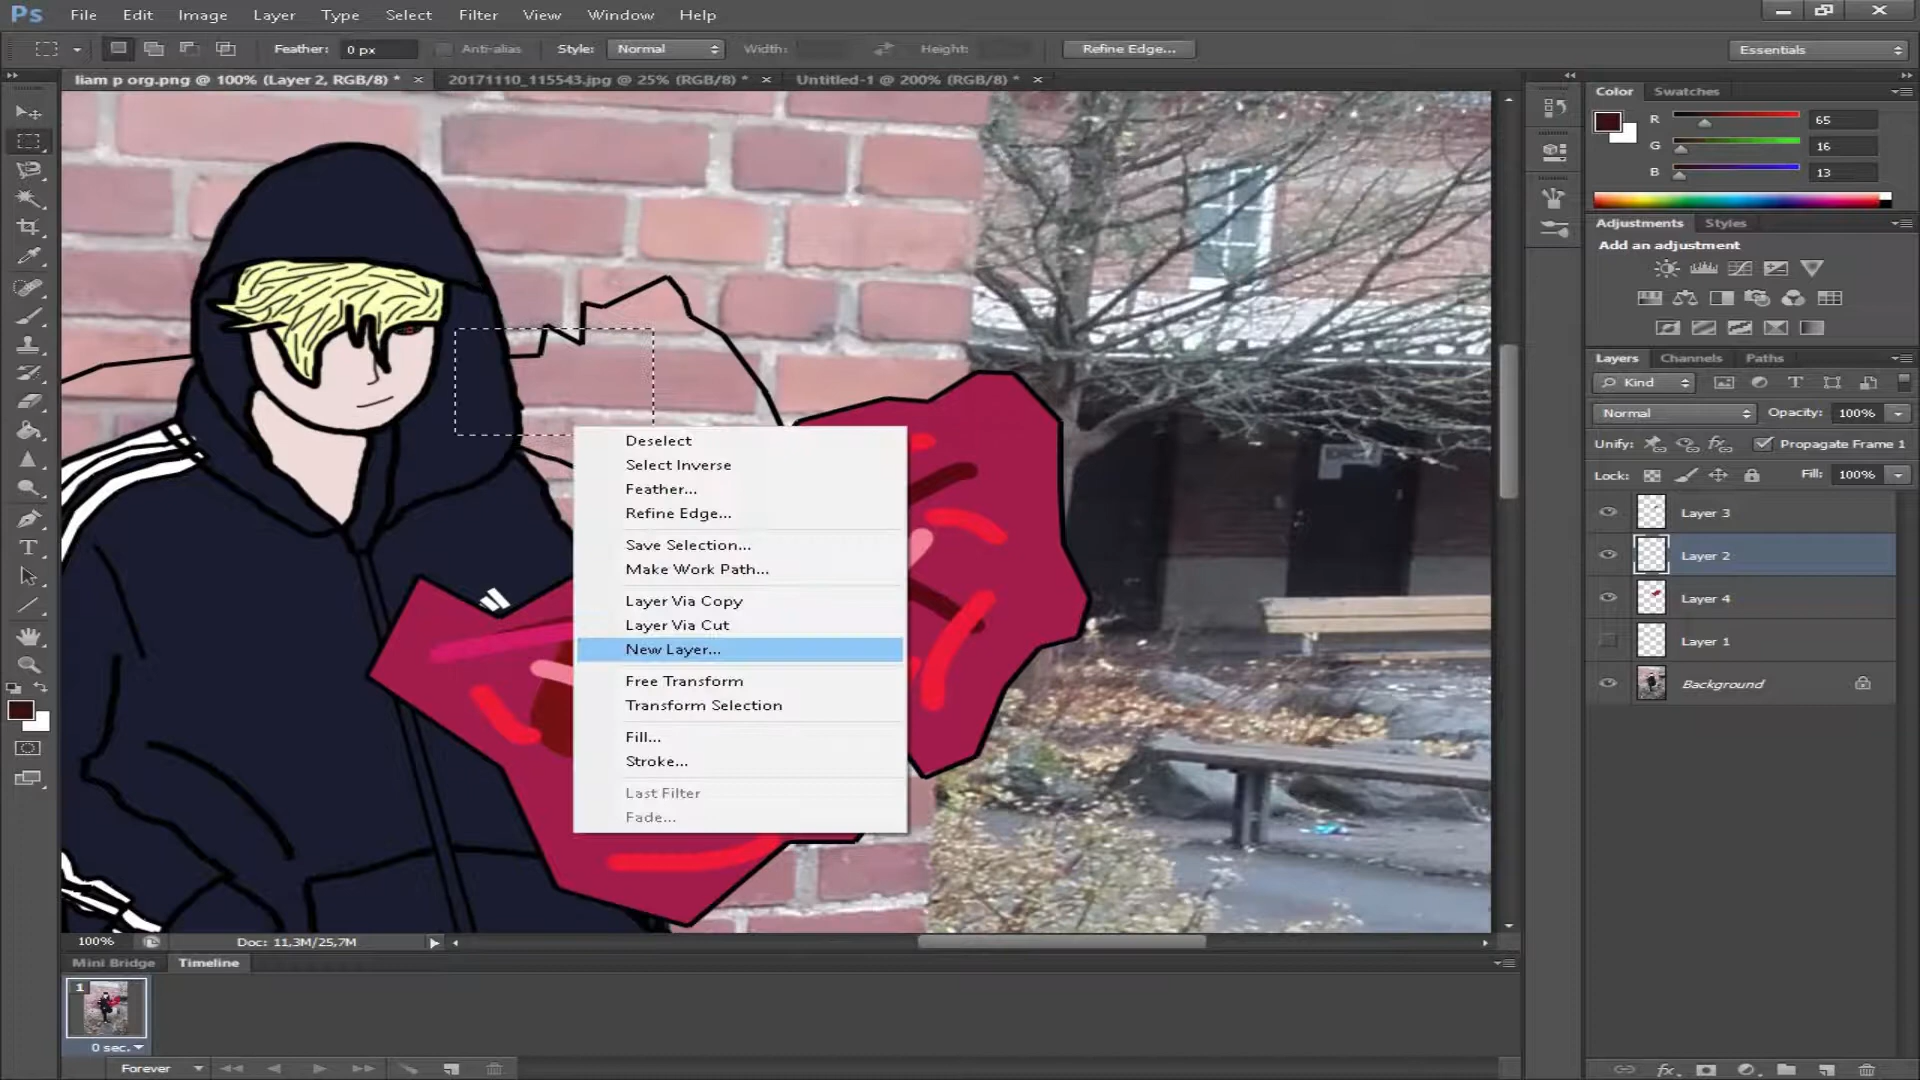 Ps File Edit Image Layer Type Select Filter View Window Help
Feather: 0 px Anti-alias Style: Normal Width: Height: Refine Edge... Essentials
liam p org.png @ 100% (Layer 2, RGB/8) * × 20171110_115543.jpg @ 25% (RGB/8) * × Untitled-1 @ 200% (RGB/8) * ×
Color Swatches
R 65
G 16
B 13
Adjustments Styles
Add an adjustment
Layers Channels Paths
Kind
Normal Opacity: 100%
Unify: Propagate Frame 1
Lock: Fill: 100%
Layer 3
Layer 2
Layer 4
Layer 1
Background
Deselect
Select Inverse
Feather...
Refine Edge...
Save Selection...
Make Work Path...
Layer Via Copy
Layer Via Cut
New Layer...
Free Transform
Transform Selection
Fill...
Stroke...
Last Filter
Fade...
100% Doc: 11,3M/25,7M
Mini Bridge Timeline
1
0 sec.
Forever